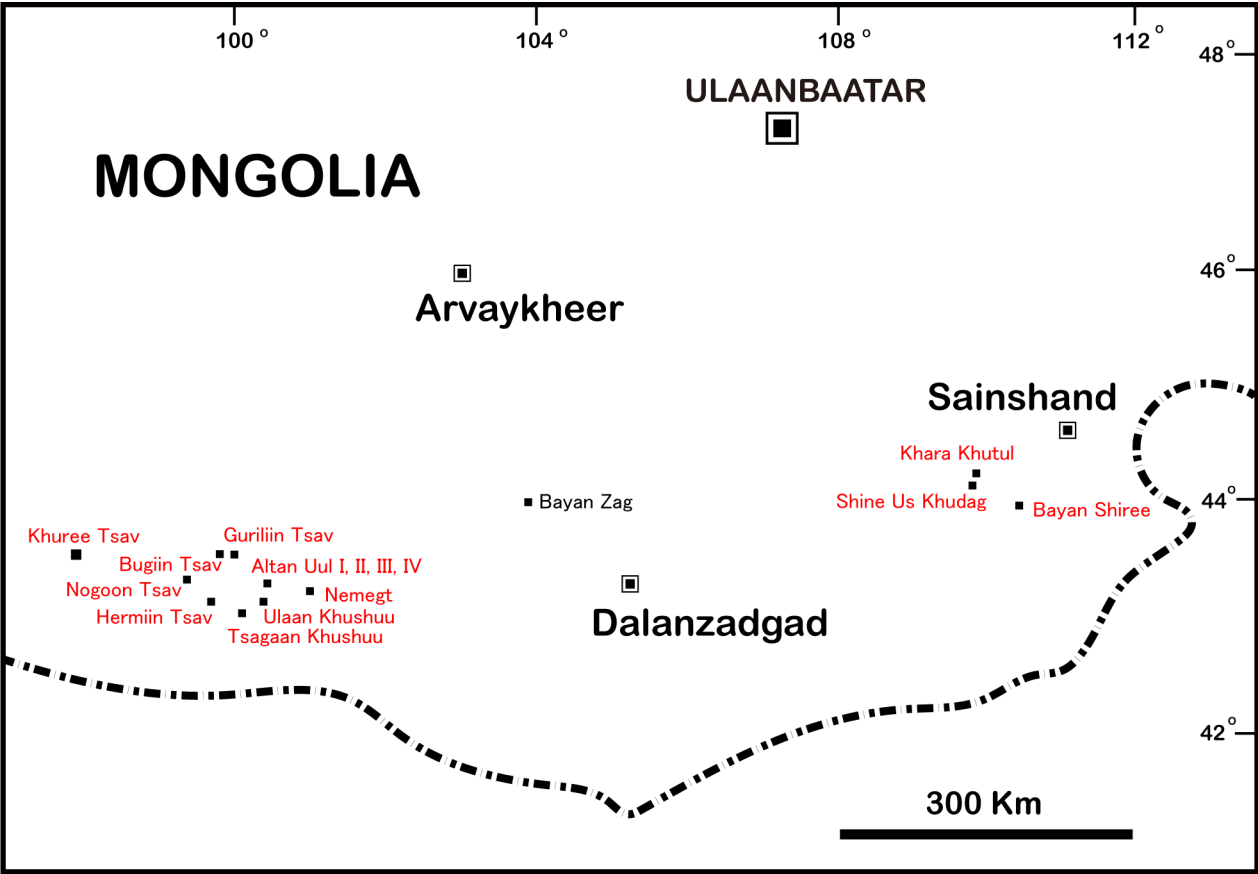 100 °
104 °
108 °
112 °
48°
ULAANBAATAR
MONGOLIA
46°
Arvaykheer
Sainshand
Khara Khutul
44°
Bayan Zag
Shine Us Khudag
Bayan Shiree
Khuree Tsav
Guriliin Tsav
Bugiin Tsav
Altan Uul I, II, III, IV
Nogoon Tsav
Nemegt
Hermiin Tsav
Ulaan Khushuu
Tsagaan Khushuu
Dalanzadgad
42°
300 Km